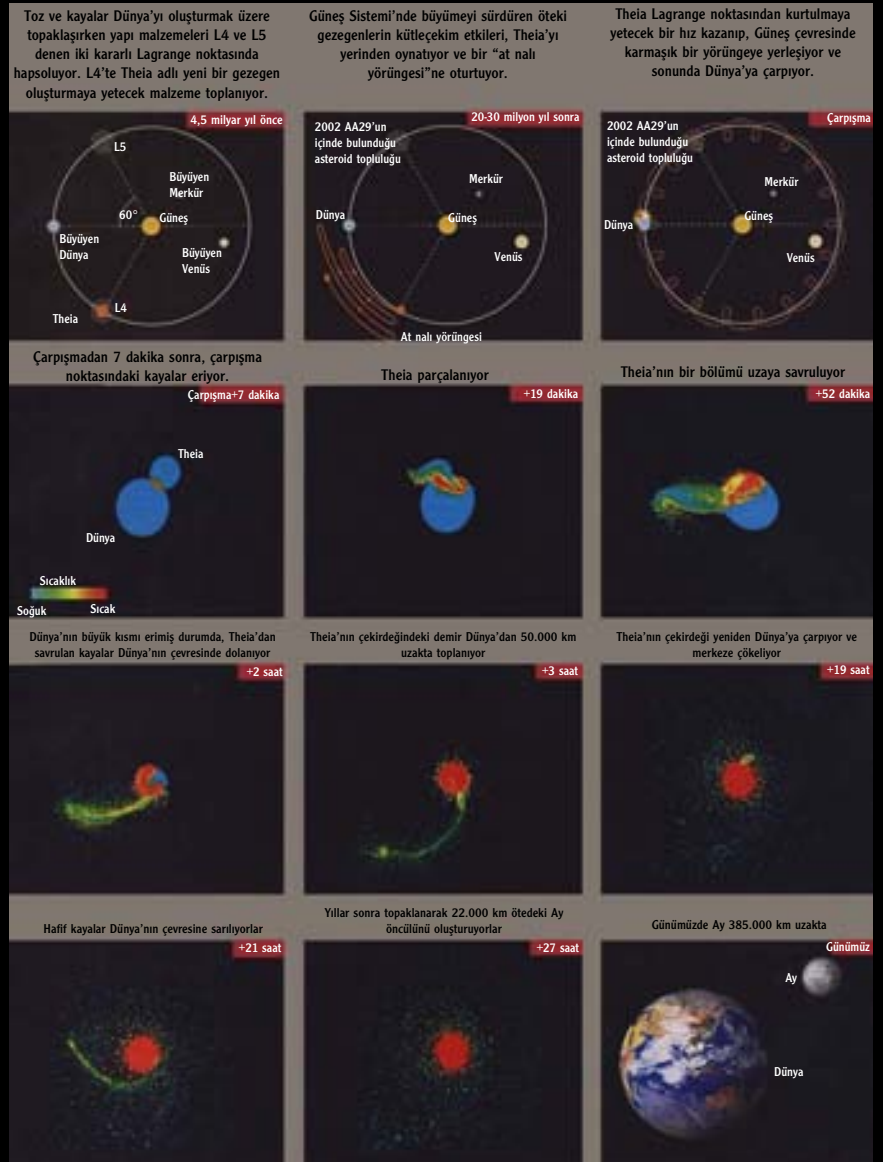 Toz ve kayalar Dünya’yı oluşturmak üzere
topaklaşırken yapı malzemeleri L4 ve L5
denen iki kararlı Lagrange noktasında
hapsoluyor. L4’te Theia adlı yeni bir gezegen
oluşturmaya yetecek malzeme toplanıyor.
4,5 milyar yıl önce
L5
Büyüyen
Merkür
60°
Güneş
Büyüyen
Dünya
Büyüyen
Venüs
L4
Theia
Güneş Sistemi’nde büyümeyi sürdüren öteki
gezegenlerin kütleçekim etkileri, Theia’yı
yerinden oynatıyor ve bir “at nalı
yörüngesi”ne oturtuyor.
20-30 milyon yıl sonra
2002 AA29’un
içinde bulunduğu
asteroid topluluğu
Merkür
Dünya
Güneş
Venüs
At nalı yörüngesi
Theia Lagrange noktasından kurtulmaya
yetecek bir hız kazanıp, Güneş çevresinde
karmaşık bir yörüngeye yerleşiyor ve
sonunda Dünya’ya çarpıyor.
Çarpışma
2002 AA29’un
içinde bulunduğu
asteroid topluluğu
Merkür
Dünya
Güneş
Venüs
Çarpışmadan 7 dakika sonra, çarpışma
noktasındaki kayalar eriyor.
Çarpışma+7 dakika
Theia
Dünya
Sıcaklık
Soğuk
Sıcak
Theia parçalanıyor
+19 dakika
Theia’nın bir bölümü uzaya savruluyor
+52 dakika
Dünya’nın büyük kısmı erimiş durumda, Theia’dan
savrulan kayalar Dünya’nın çevresinde dolanıyor
+2 saat
Theia’nın çekirdeğindeki demir Dünya’dan 50.000 km
uzakta toplanıyor
+3 saat
Theia’nın çekirdeği yeniden Dünya’ya çarpıyor ve
merkeze çökeliyor
+19 saat
Hafif kayalar Dünya’nın çevresine sarılıyorlar
+21 saat
Yıllar sonra topaklanarak 22.000 km ötedeki Ay
öncülünü oluşturuyorlar
+27 saat
Günümüzde Ay 385.000 km uzakta
Günümüz
Ay
Dünya